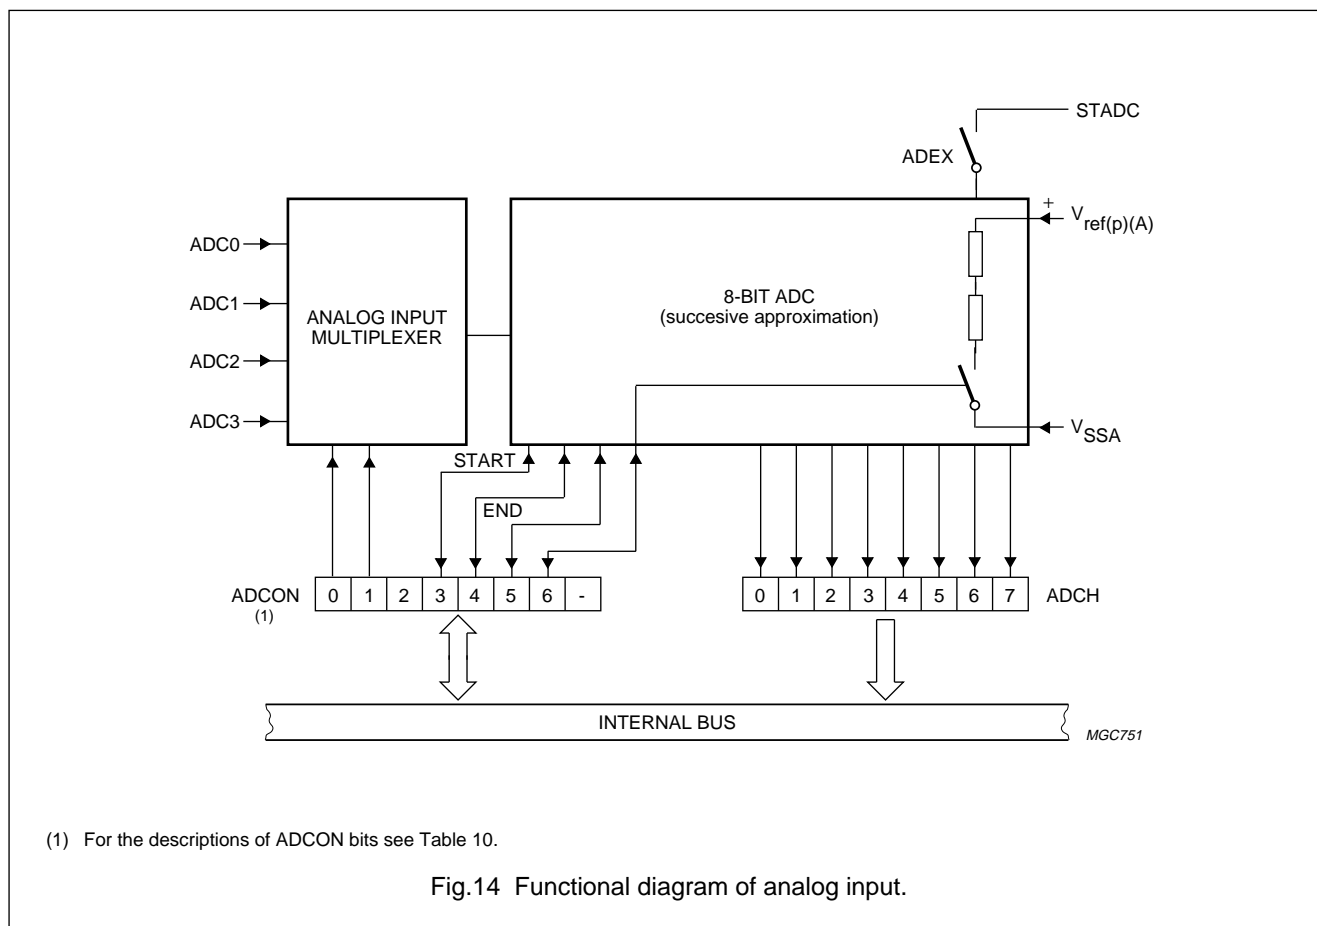 STADC
ADEX
+
Vref(p)(A)
ADC0
ADC1
ADC2
ADC3
ANALOG INPUT
MULTIPLEXER
8-BIT ADC
(succesive approximation)
VSSA
START
END
ADCON
(1)
0 1 2 3 4 5 6 -
0 1 2 3 4 5 6 7
ADCH
INTERNAL BUS
MGC751
(1) For the descriptions of ADCON bits see Table 10.
Fig.14 Functional diagram of analog input.